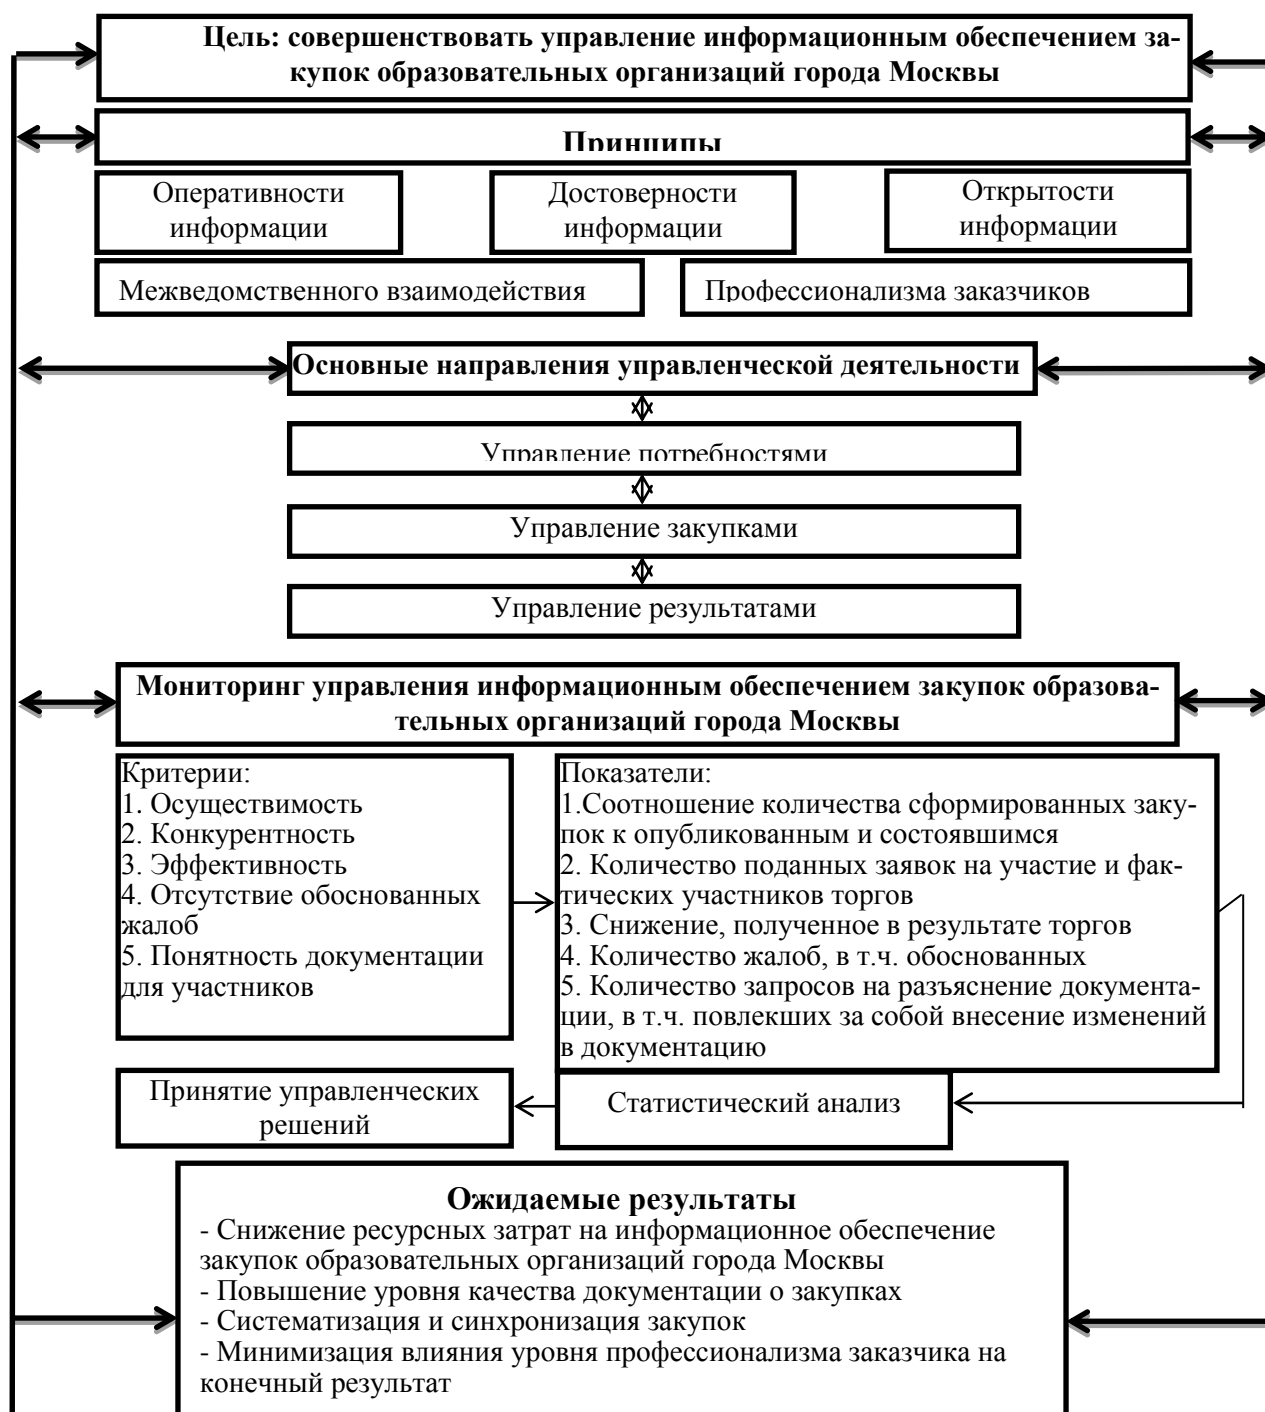 Цель: совершенствовать управление информационным обеспечением за-
купок образовательных организаций города Москвы
Принципы
Оперативности
информации
Достоверности
информации
Открытости
информации
Межведомственного взаимодействия
Профессионализма заказчиков
Основные направления управленческой деятельности
Управление потребностями
Управление закупками
Управление результатами
Мониторинг управления информационным обеспечением закупок образова-
тельных организаций города Москвы
Критерии:
1. Осуществимость
2. Конкурентность
3. Эффективность
4. Отсутствие обоснованных
жалоб
5. Понятность документации
для участников
Показатели:
1.Соотношение количества сформированных заку-
пок к опубликованным и состоявшимся
2. Количество поданных заявок на участие и фак-
тических участников торгов
3. Снижение, полученное в результате торгов
4. Количество жалоб, в т.ч. обоснованных
5. Количество запросов на разъяснение документа-
ции, в т.ч. повлекших за собой внесение изменений
в документацию
Принятие управленческих
решений
Статистический анализ
Ожидаемые результаты
- Снижение ресурсных затрат на информационное обеспечение
закупок образовательных организаций города Москвы
- Повышение уровня качества документации о закупках
- Систематизация и синхронизация закупок
- Минимизация влияния уровня профессионализма заказчика на
конечный результат